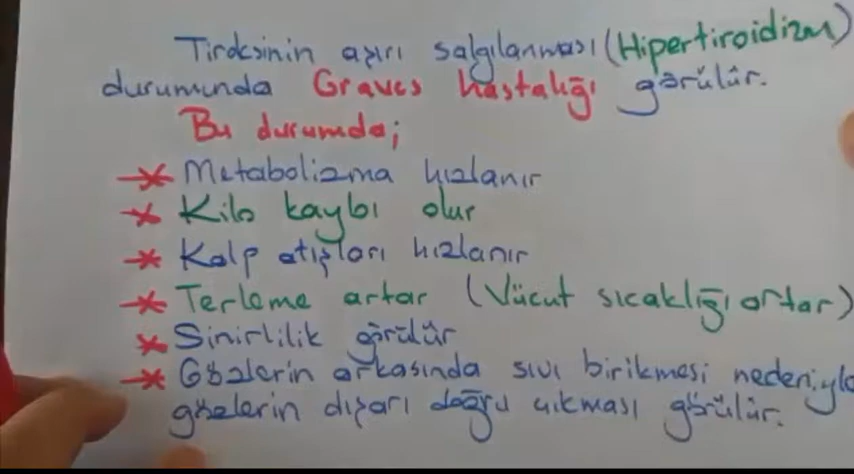 Tiroksinin aşırı salgılanması (Hipertiroidizm)
durumunda Graves hastalığı görülür.
Bu durumda;
* Metabolizma hızlanır
* Kilo kaybı olur
* Kalp atışları hızlanır
* Terleme artar (Vücut sıcaklığı artar)
* Sinirlilik görülür
* Gözlerin arkasında sıvı birikmesi nedeniyle
gözlerin dışarı doğru çıkması görülür.